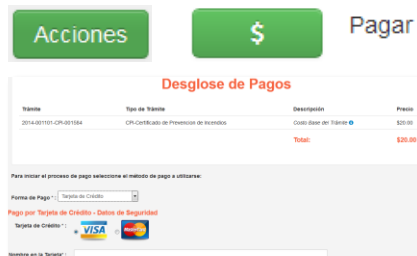 Acciones
$
Pagar
Desglose de Pagos
Trámite Tipo de Trámite Descripción Precio
2014-001101-CPI-001564 CPI-Certificado de Prevencion de Incendios Costo Base del Trámite $20.00
Total: $20.00
Para iniciar el proceso de pago seleccione el método de pago a utilizarse:
Forma de Pago * : Tarjeta de Crédito
Pago por Tarjeta de Crédito - Datos de Seguridad
Tarjeta de Crédito * : VISA MasterCard
Nombre en la Tarjeta* :